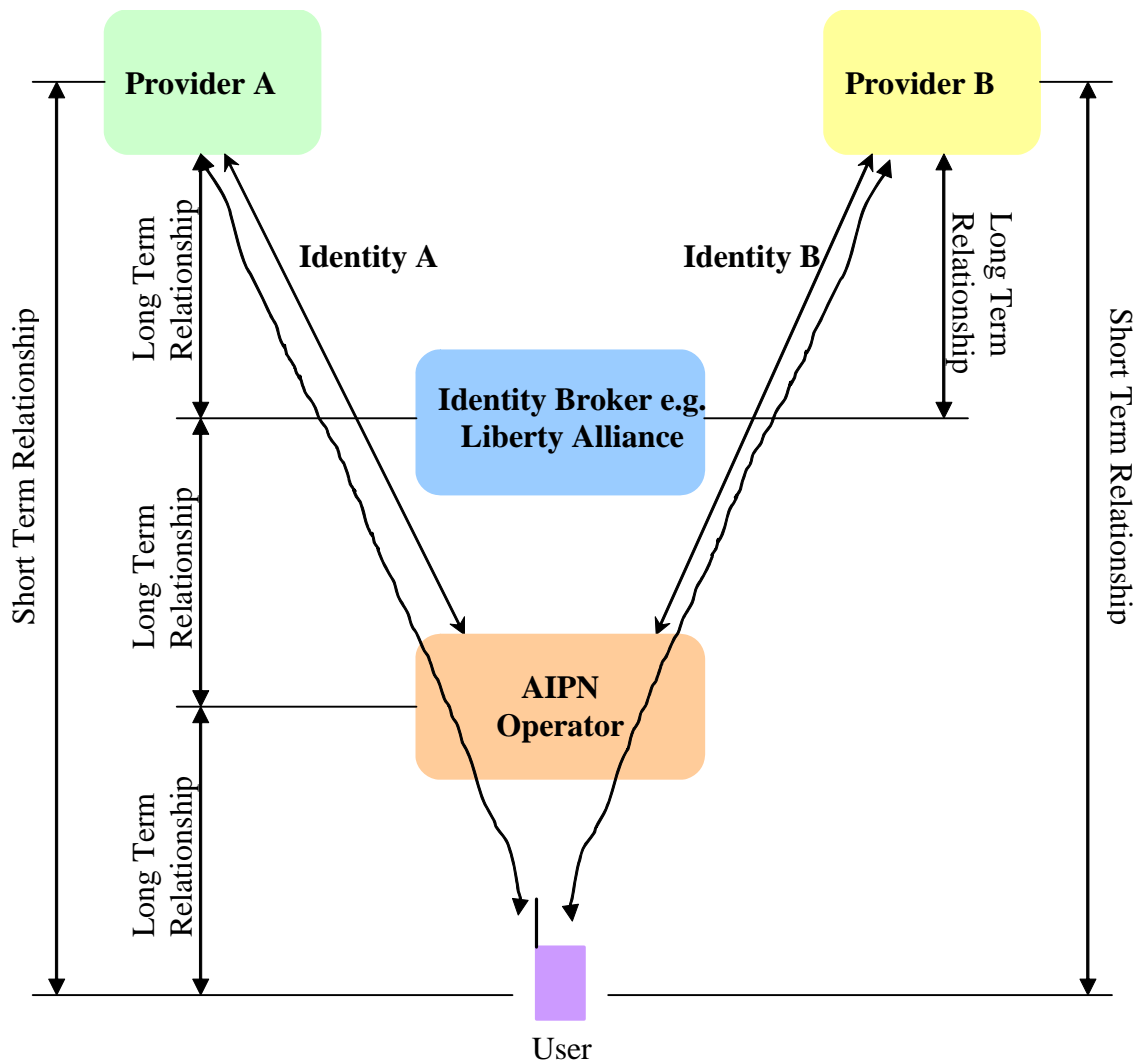 Provider A
Provider B
Identity A
Identity B
Long Term
Relationship
Long Term
Relationship
Identity Broker e.g.
Liberty Alliance
Short Term Relationship
Short Term Relationship
Long Term
Relationship
AIPN
Operator
Long Term
Relationship
User